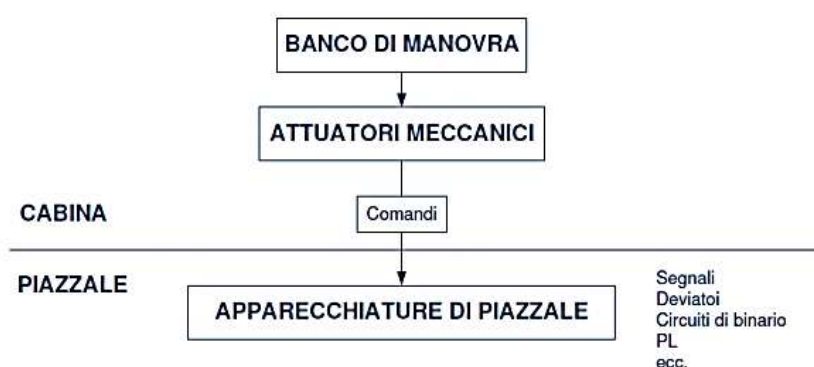 BANCO DI MANOVRA
ATTUATORI MECCANICI
CABINA
Comandi
PIAZZALE
APPARECCHIATURE DI PIAZZALE
Segnali
Deviatoi
Circuiti di binario
PL
ecc.